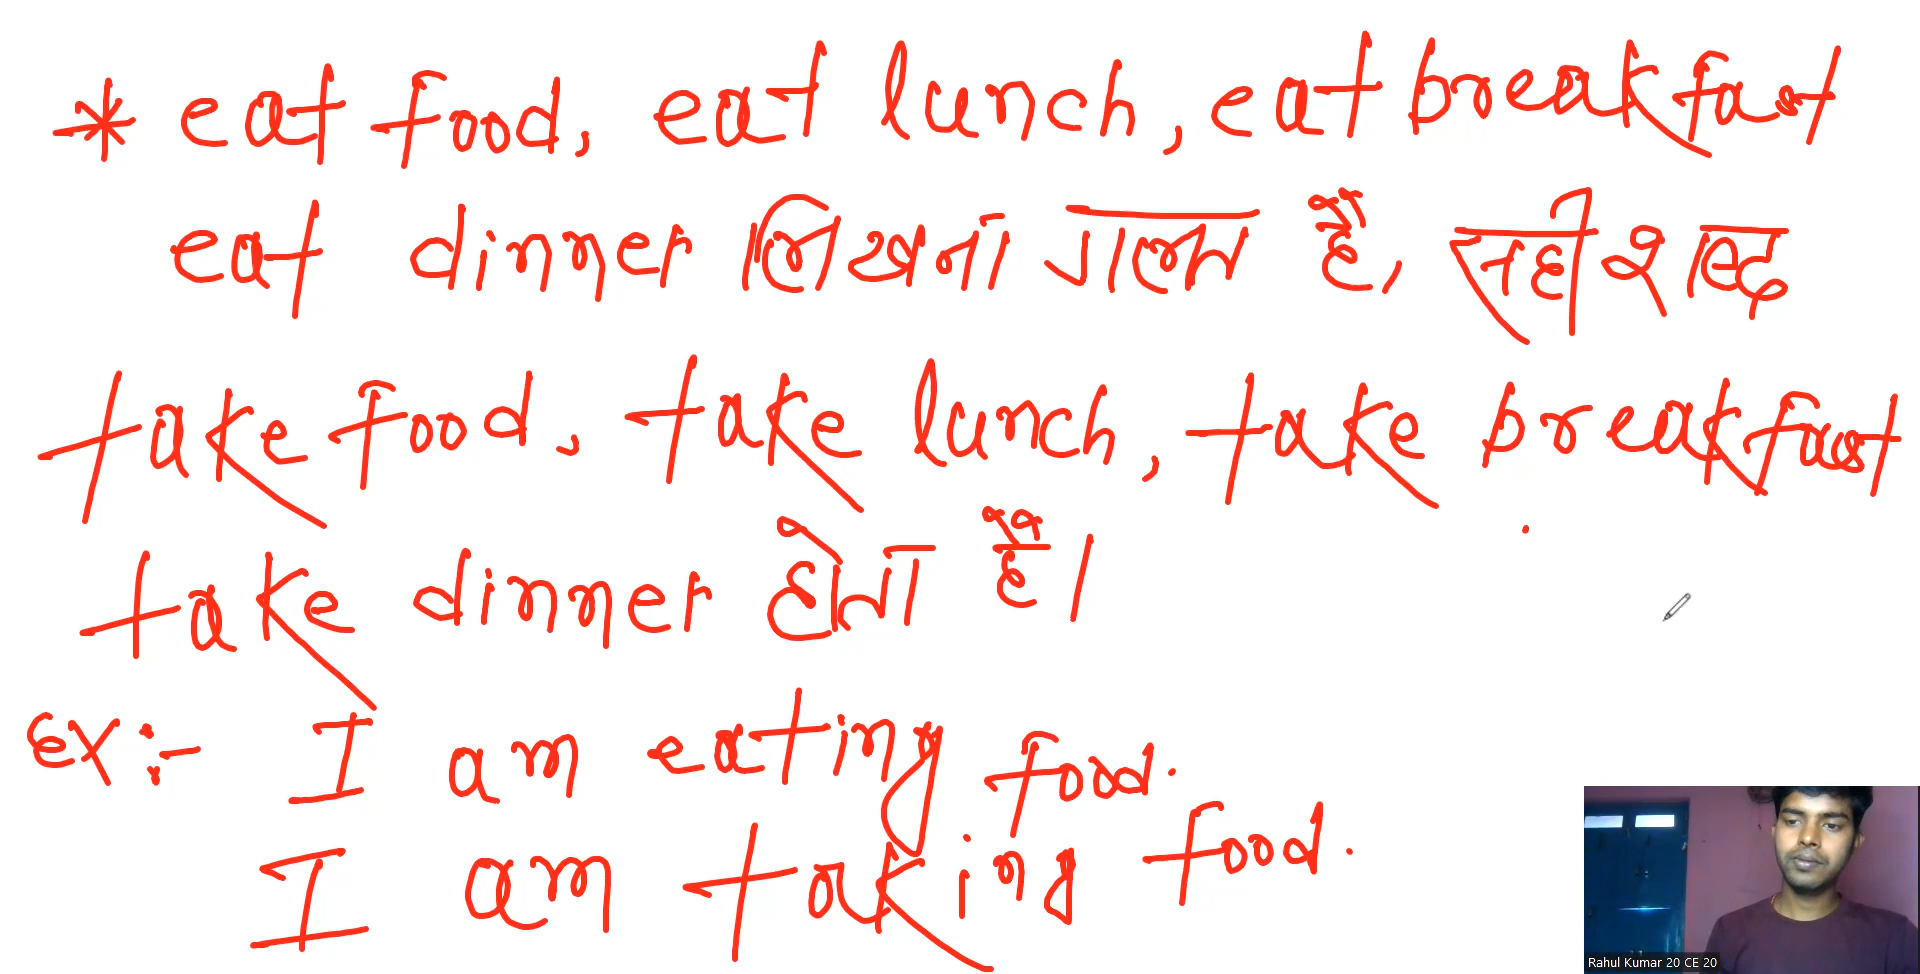 * eat food, eat lunch, eat breakfast
eat dinner लिखना गलत है, सही शब्द
take food, take lunch, take breakfast
take dinner होता है।
Ex:- I am eating food.
I am taking food.
Rahul Kumar 20 CE 20